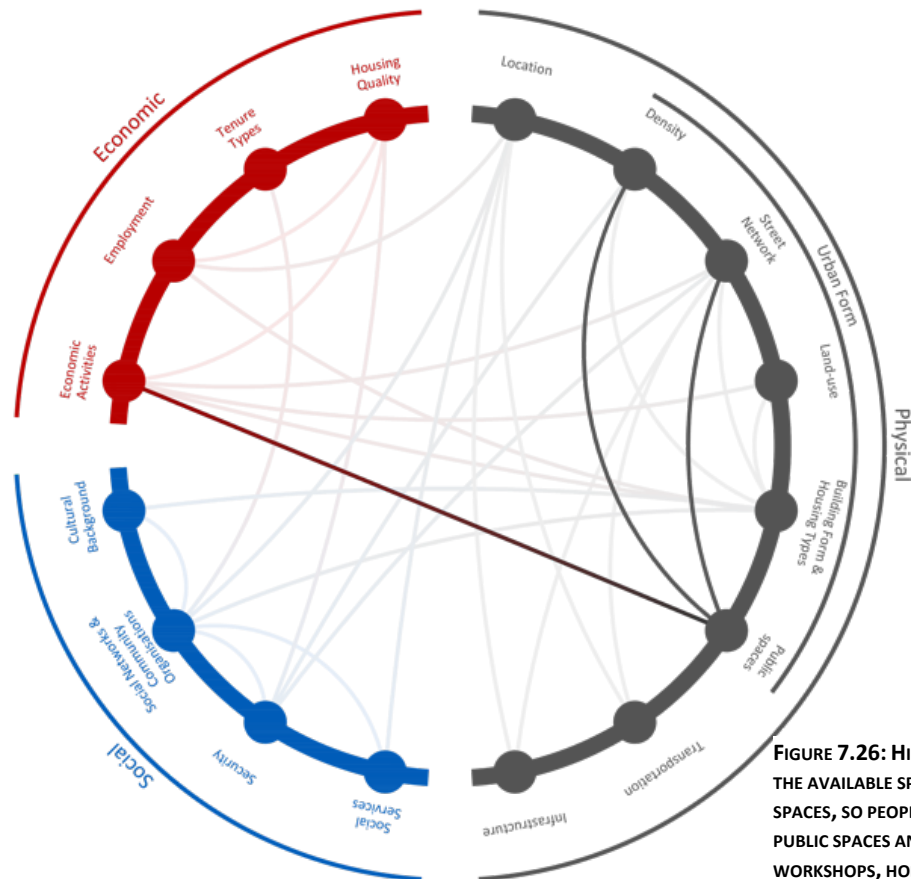 Economic
Housing
Quality
Tenure
Types
Employment
Economic
Activities
Location
Density
Street
Network
Land-use
Building Form &
Housing Types
Public
spaces
Urban Form
Physical
Transportation
Infrastructure
Social
Services
Security
Social Networks &
Community
Organisations
Cultural
Background
Social
FIGURE 7.26: HI
THE AVAILABLE SP
SPACES, SO PEOPL
PUBLIC SPACES AN
WORKSHOPS, HO